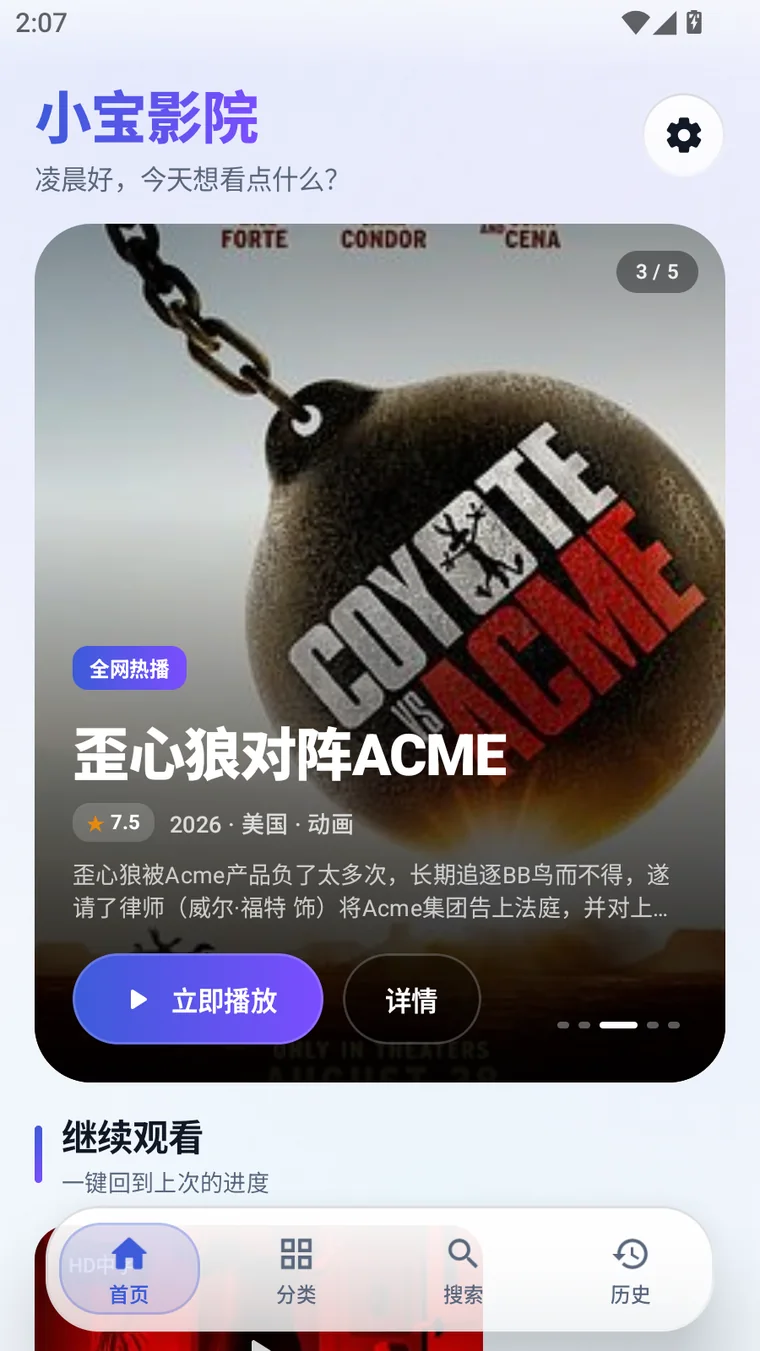 2:07
小宝影院
凌晨好，今天想看点什么？
FORTE CONDOR AND CENA
3 / 5
COYOTE
VS
ACME
全网热播
歪心狼对阵ACME
7.5 2026 · 美国 · 动画
歪心狼被Acme产品负了太多次，长期追逐BB鸟而不得，遂
请了律师（威尔·福特 饰）将Acme集团告上法庭，并对上…
立即播放 详情
ONLY IN THEATERS
继续观看
一键回到上次的进度
首页 分类 搜索 历史